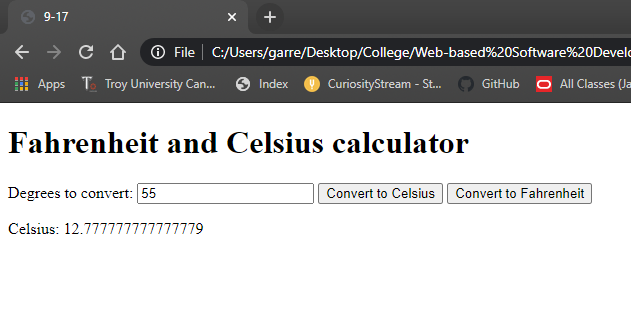 9-17
File C:/Users/garre/Desktop/College/Web-based%20Software%20Develo
Apps Troy University Can... Index CuriosityStream - St... GitHub All Classes (Ja
Fahrenheit and Celsius calculator
Degrees to convert: 55 Convert to Celsius Convert to Fahrenheit
Celsius: 12.777777777777779